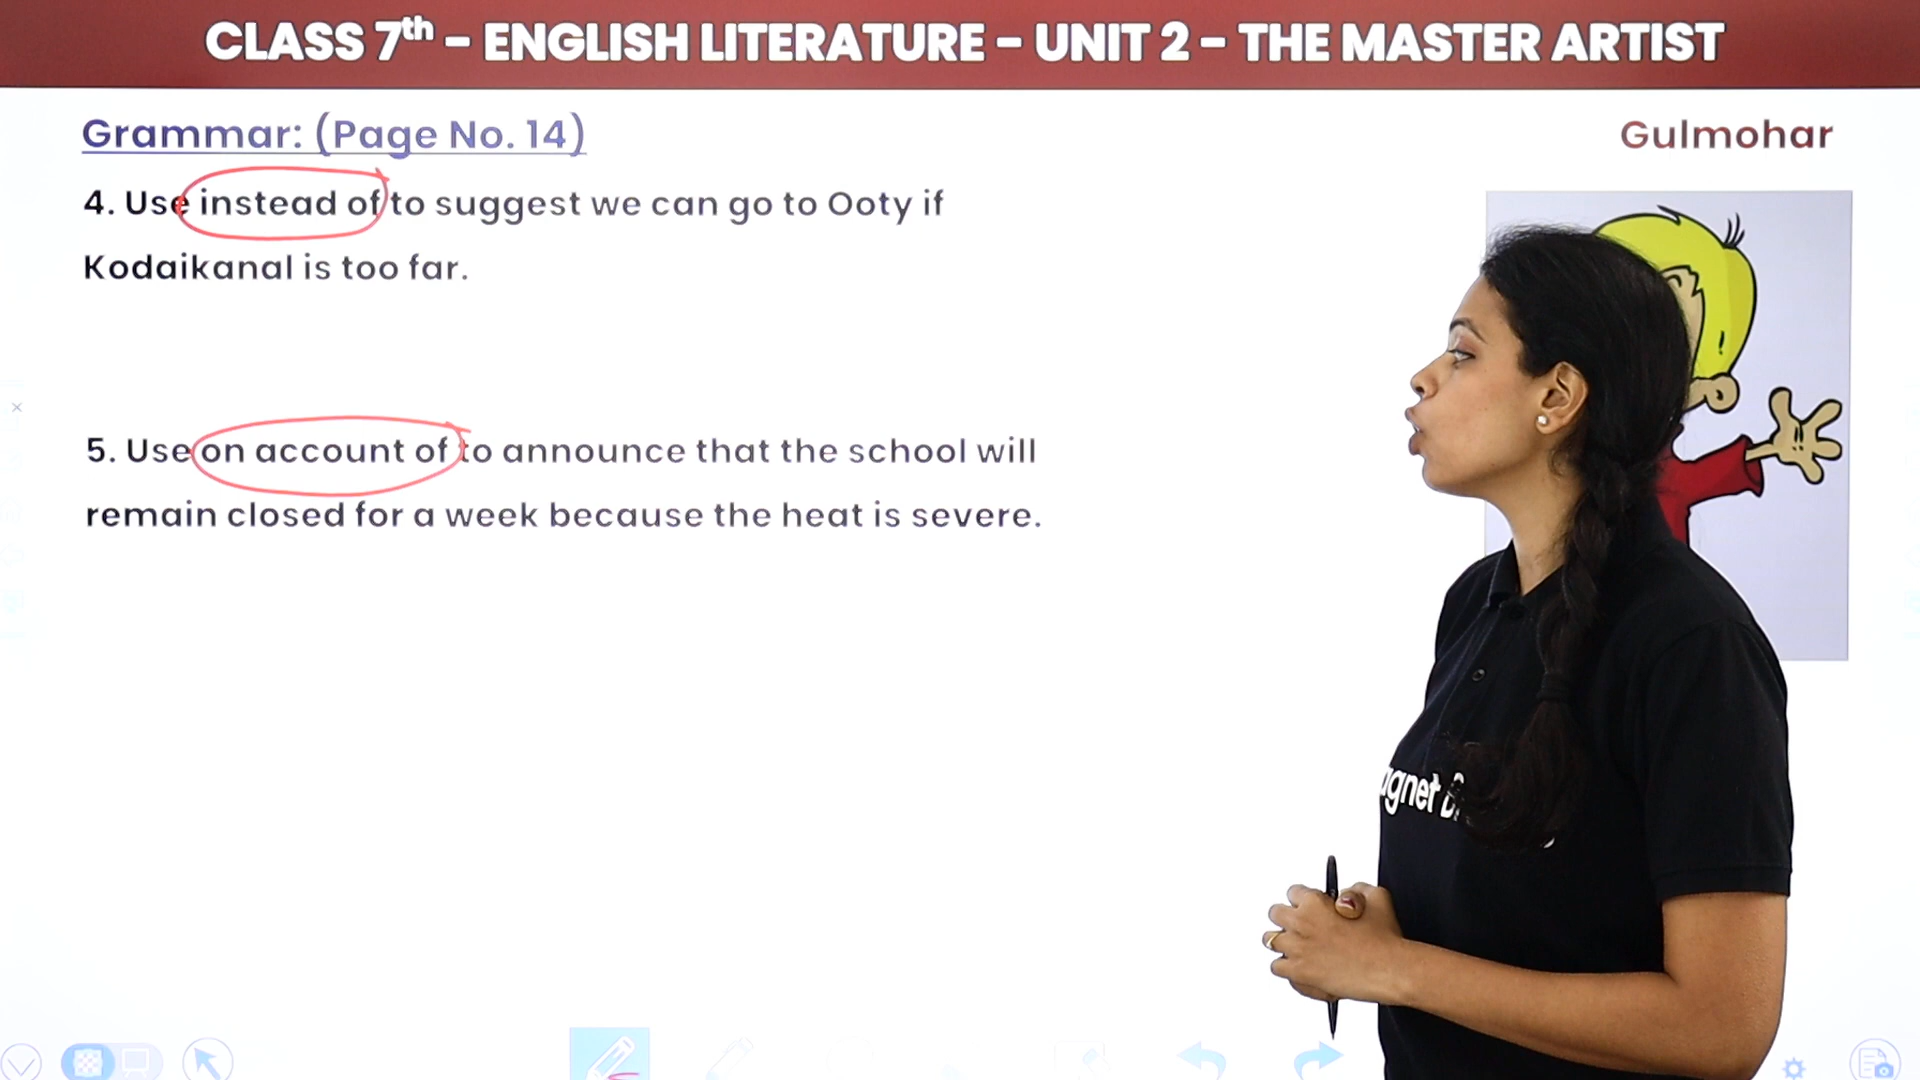 CLASS 7th - ENGLISH LITERATURE - UNIT 2 - THE MASTER ARTIST
Grammar: (Page No. 14)
Gulmohar
4. Use instead of to suggest we can go to Ooty if
Kodaikanal is too far.
5. Use on account of to announce that the school will
remain closed for a week because the heat is severe.